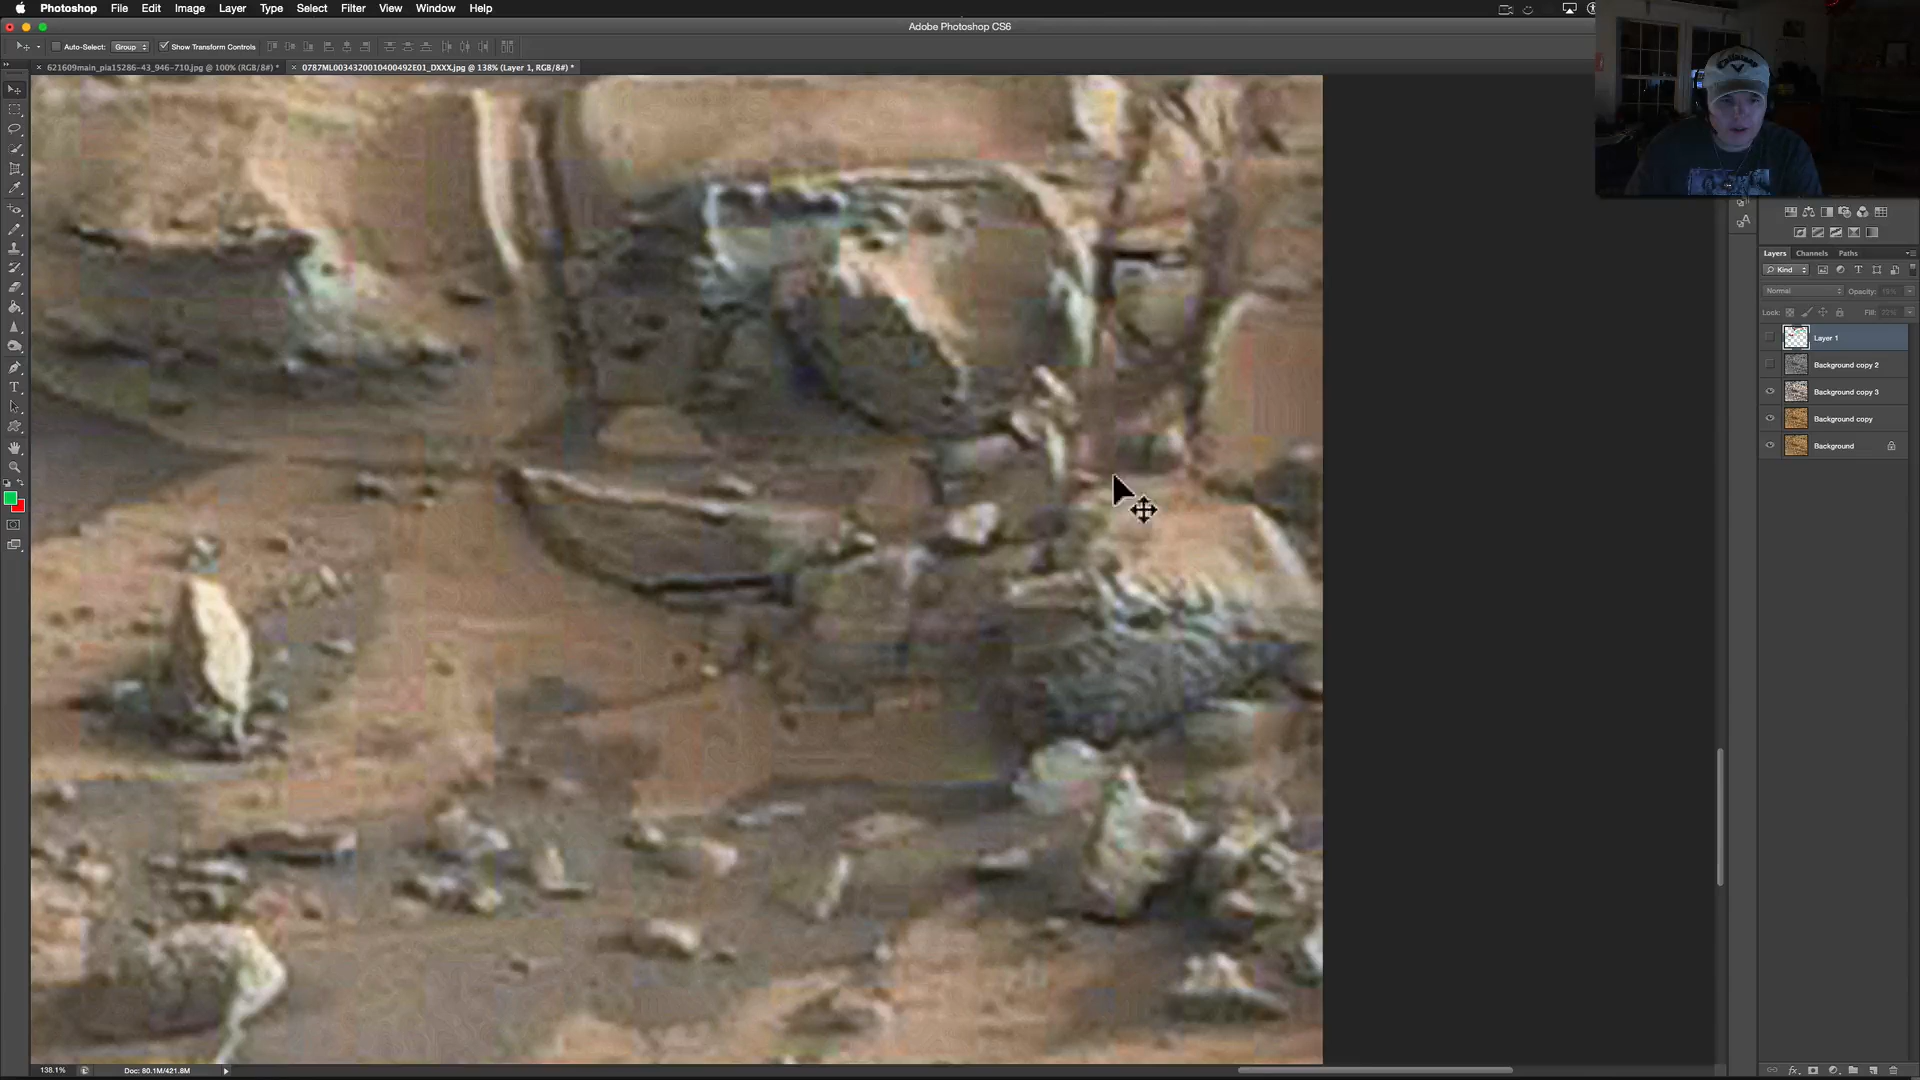 Photoshop File Edit Image Layer Type Select Filter View Window Help
Adobe Photoshop CS6
Auto-Select: Group Show Transform Controls
621609main_pia15286-43_946-710.jpg @ 100% (RGB/8#) * 0787ML0034320010400492E01_DXXX.jpg @ 138% (Layer 1, RGB/8#) *
Layers Channels Paths
Kind
Normal Opacity:
Lock: Fill:
Layer 1
Background copy 2
Background copy 3
Background copy
Background
138.1% Doc: 80.1M/421.8M